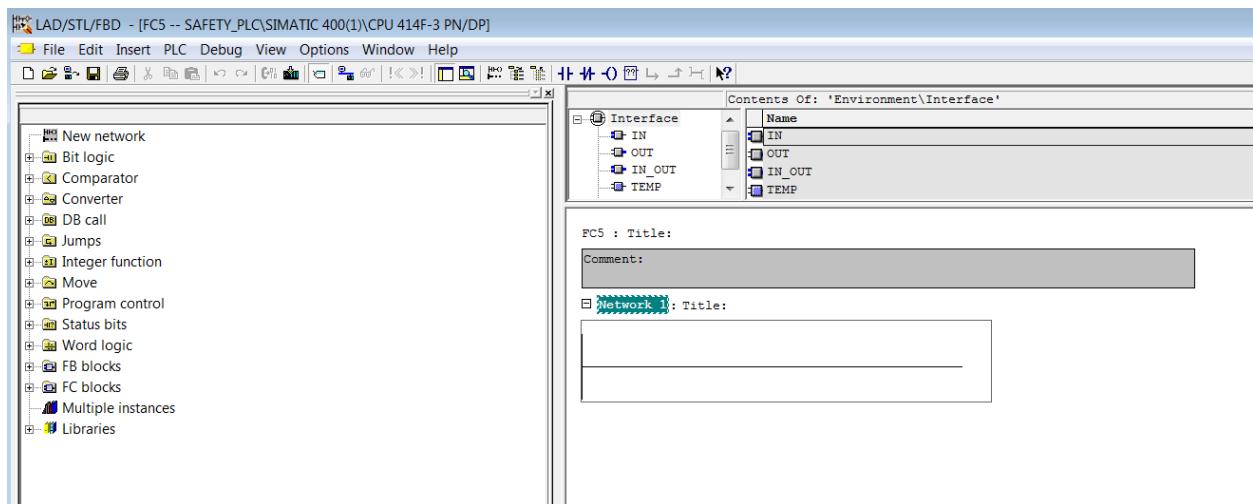 LAD/STL/FBD - [FC5 -- SAFETY_PLC\SIMATIC 400(1)\CPU 414F-3 PN/DP]
File Edit Insert PLC Debug View Options Window Help
New network
Bit logic
Comparator
Converter
DB call
Jumps
Integer function
Move
Program control
Status bits
Word logic
FB blocks
FC blocks
Multiple instances
Libraries
Contents Of: 'Environment\Interface'
Interface
IN
OUT
IN_OUT
TEMP
Name
IN
OUT
IN_OUT
TEMP
FC5 : Title:
Comment:
Network 1: Title: